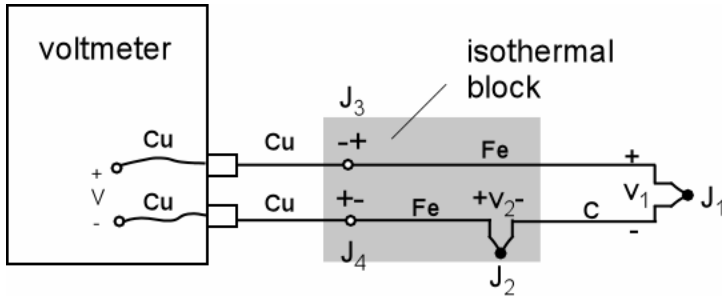 voltmeter
isothermal
block
J3
Cu
Cu
-+
Fe
+
+
V
-
Cu
Cu
+-
Fe
+V2-
C
V1
-
J1
J4
J2